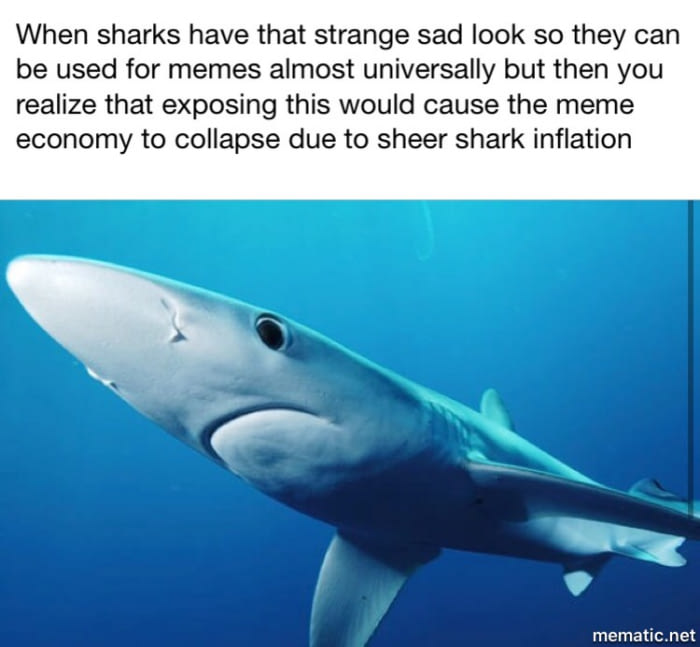 When sharks have that strange sad look so they can
be used for memes almost universally but then you
realize that exposing this would cause the meme
economy to collapse due to sheer shark inflation
mematic.net